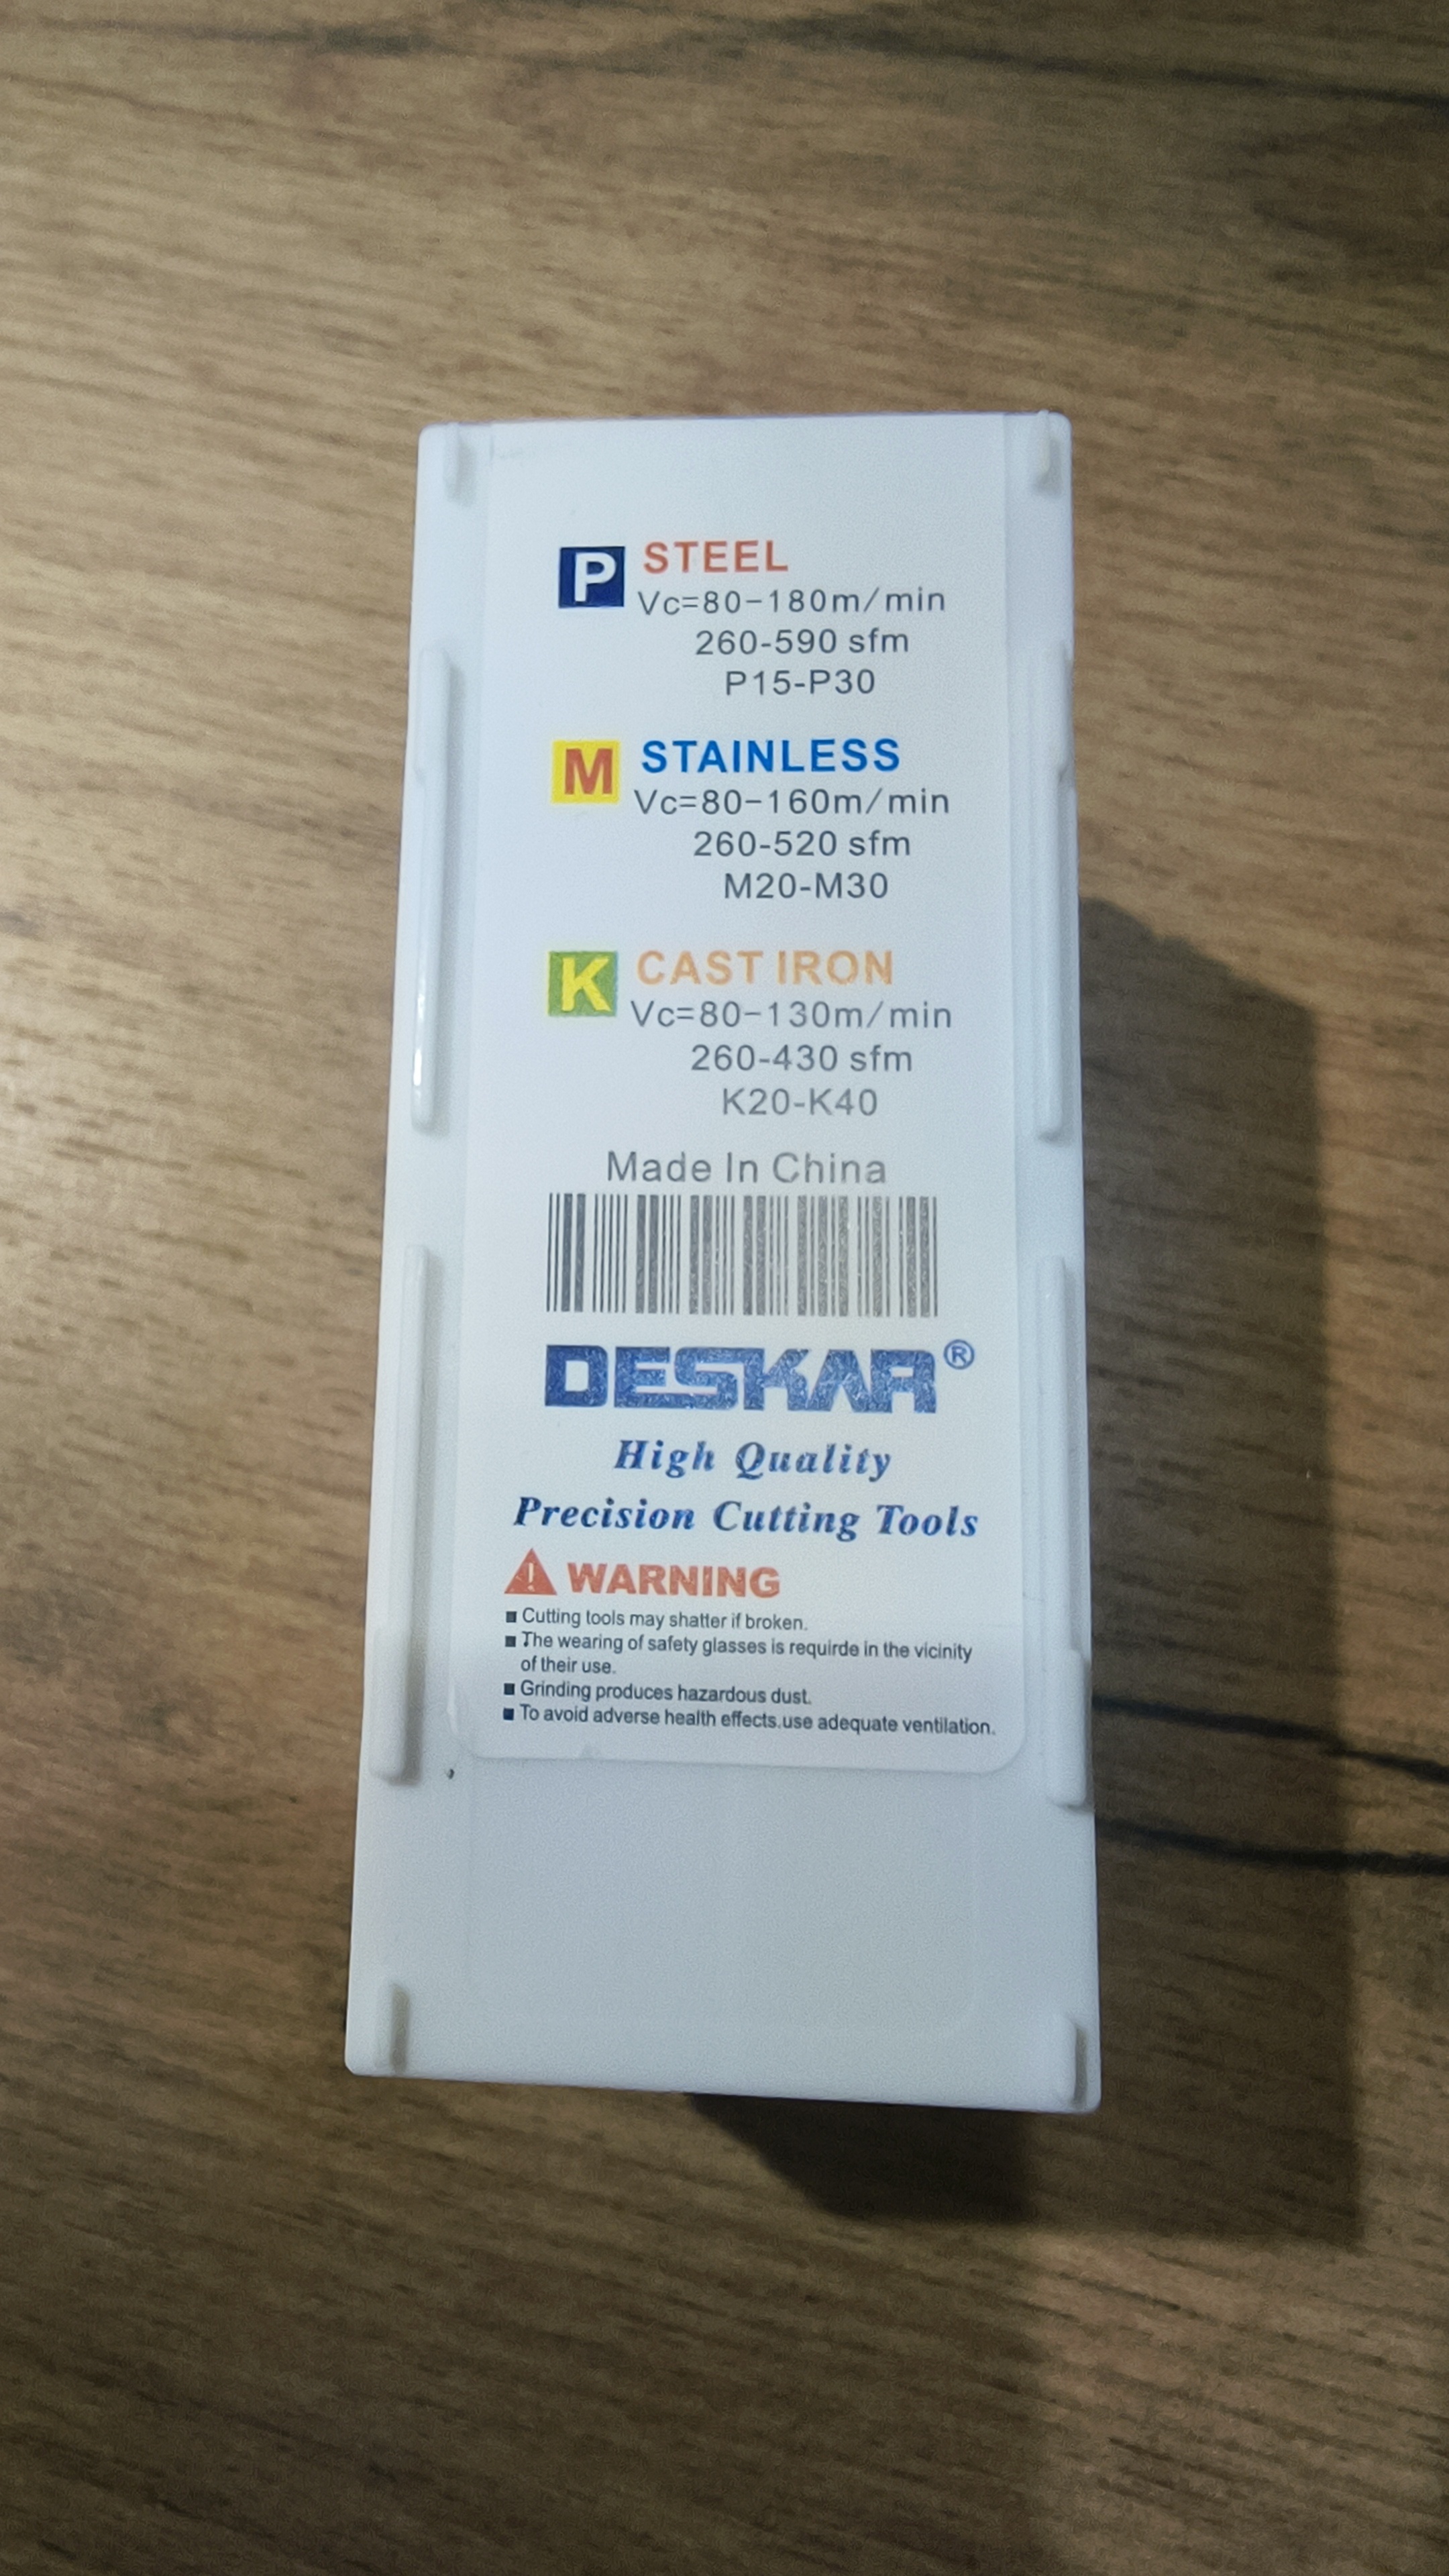 P STEEL
Vc=80-180m/min
260-590 sfm
P15-P30
M STAINLESS
Vc=80-160m/min
260-520 sfm
M20-M30
K CAST IRON
Vc=80-130m/min
260-430 sfm
K20-K40
Made In China
DESKAR®
High Quality
Precision Cutting Tools
WARNING
Cutting tools may shatter if broken.
The wearing of safety glasses is requirde in the vicinity
of their use.
Grinding produces hazardous dust.
To avoid adverse health effects.use adequate ventilation.